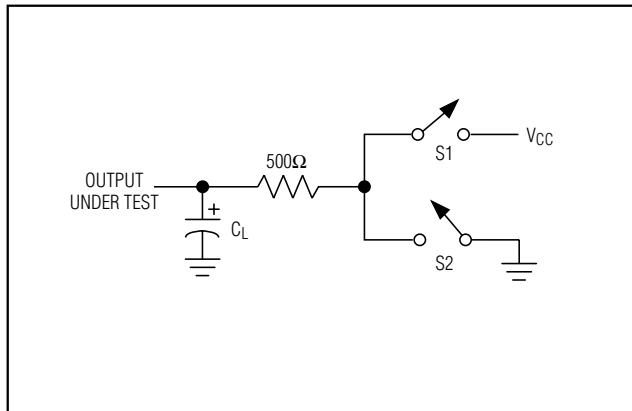 500Ω
S1
VCC
OUTPUT
UNDER TEST
+
CL
S2